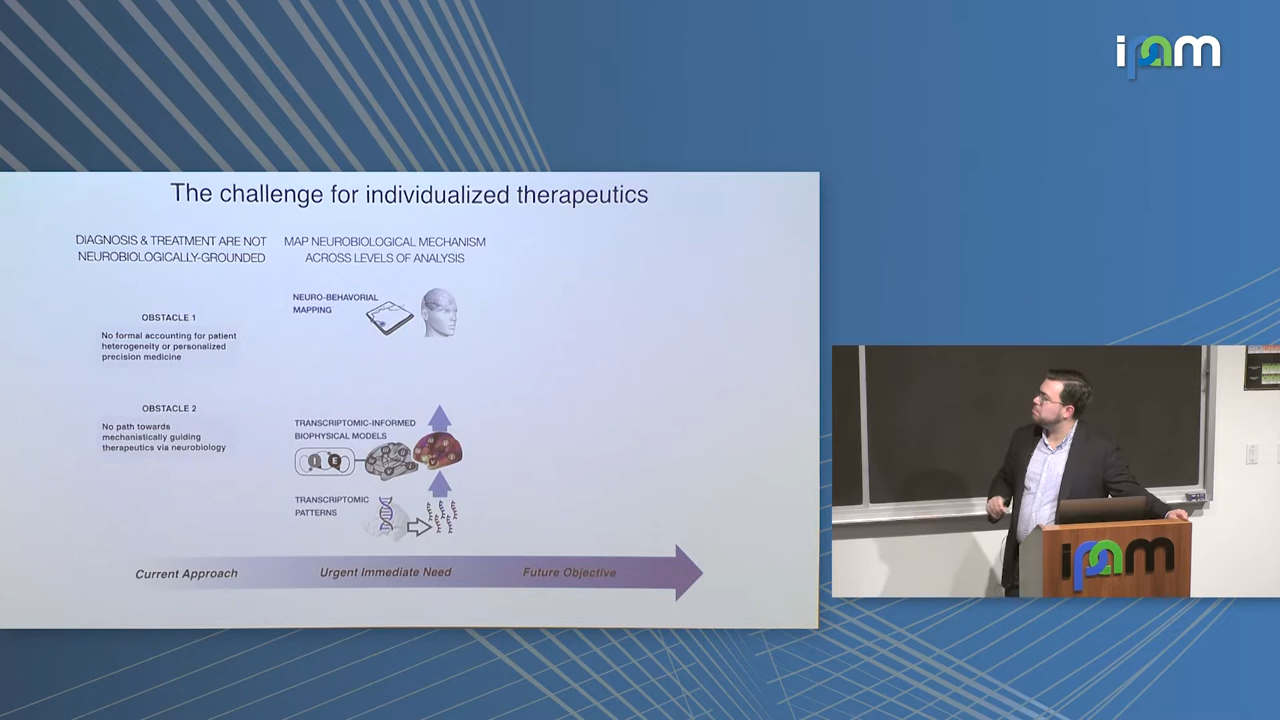 ipam
The challenge for individualized therapeutics
DIAGNOSIS & TREATMENT ARE NOT
NEUROBIOLOGICALLY-GROUNDED
MAP NEUROBIOLOGICAL MECHANISM
ACROSS LEVELS OF ANALYSIS
NEURO-BEHAVORIAL
MAPPING
OBSTACLE 1
No formal accounting for patient
heterogeneity or personalized
precision medicine
OBSTACLE 2
No path towards
mechanistically guiding
therapeutics via neurobiology
TRANSCRIPTOMIC-INFORMED
BIOPHYSICAL MODELS
I E
TRANSCRIPTOMIC
PATTERNS
Current Approach
Urgent Immediate Need
Future Objective
ipam